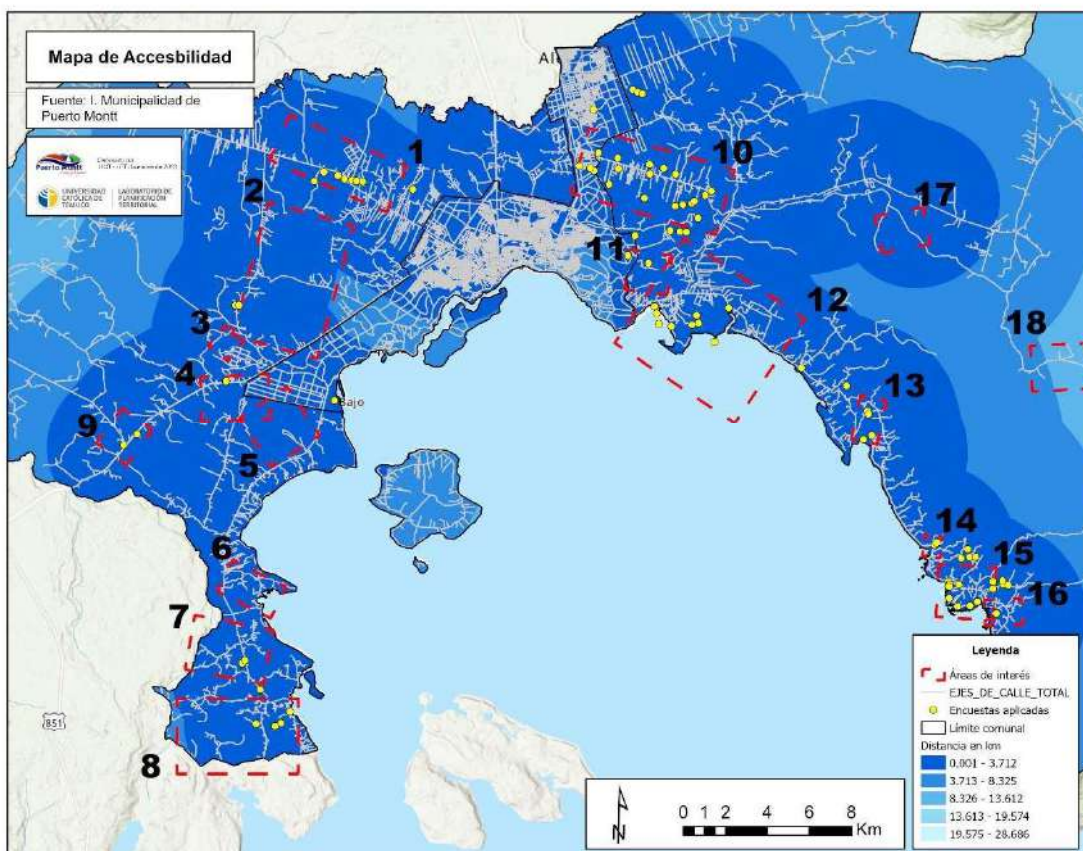 Mapa de Accesbilidad
Fuente: I. Municipalidad de
Puerto Montt
Puerto Montt
UNIVERSIDAD
CATÓLICA DE
TEMUCO
LABORATORIO DE
PLANIFICACIÓN
TERRITORIAL
Ale
1
2
10
17
11
3
12
18
4
13
Bajo
9
5
14
15
6
16
7
851
8
Leyenda
Áreas de interés
EJES_DE_CALLE_TOTAL
Encuestas aplicadas
Límite comunal
Distancia en km
0.001 - 3.712
3.713 - 8.325
8.326 - 13.612
13.613 - 19.574
19.575 - 28.686
N
0 1 2 4 6 8
Km